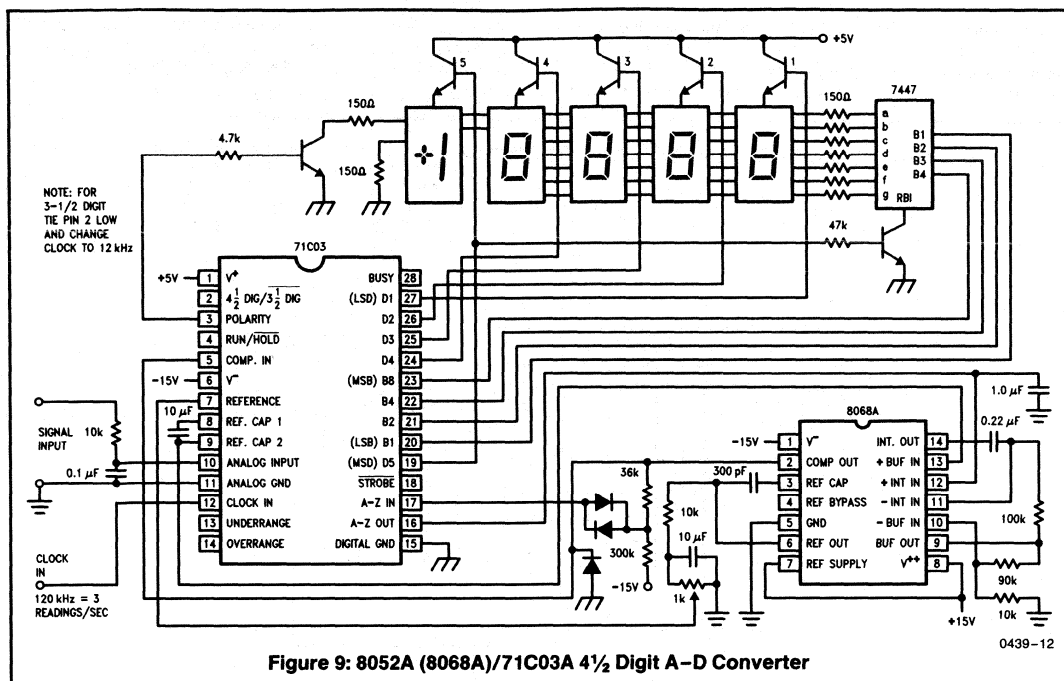 +5V
5
4
3
2
1
7447
150Ω
150Ω
a
b
c
d
e
f
g
B1
B2
B3
B4
RBI
4.7k
150Ω
47k
NOTE: FOR
3-1/2 DIGIT
TIE PIN 2 LOW
AND CHANGE
CLOCK TO 12 kHz
71C03
+5V
1 V+ BUSY 28
2 4½ DIG/3½ DIG (LSD) D1 27
3 POLARITY D2 26
4 RUN/HOLD D3 25
5 COMP. IN D4 24
-15V 6 V- (MSB) B8 23
7 REFERENCE B4 22
8 REF. CAP 1 B2 21
9 REF. CAP 2 (LSB) B1 20
10 ANALOG INPUT (MSD) D5 19
11 ANALOG GND STROBE 18
12 CLOCK IN A-Z IN 17
13 UNDERRANGE A-Z OUT 16
14 OVERRANGE DIGITAL GND 15
10 μF
SIGNAL
INPUT
10k
0.1 μF
CLOCK
IN
120 kHz = 3
READINGS/SEC
36k
300k
-15V
10k
10 μF
1k
300 pF
8068A
-15V 1 V- INT. OUT 14
2 COMP OUT + BUF IN 13
3 REF CAP + INT IN 12
4 REF BYPASS - INT IN 11
5 GND - BUF IN 10
6 REF OUT BUF OUT 9
7 REF SUPPLY V++ 8
1.0 μF
0.22 μF
100k
90k
10k
+15V
0439-12
Figure 9: 8052A (8068A)/71C03A 4½ Digit A-D Converter